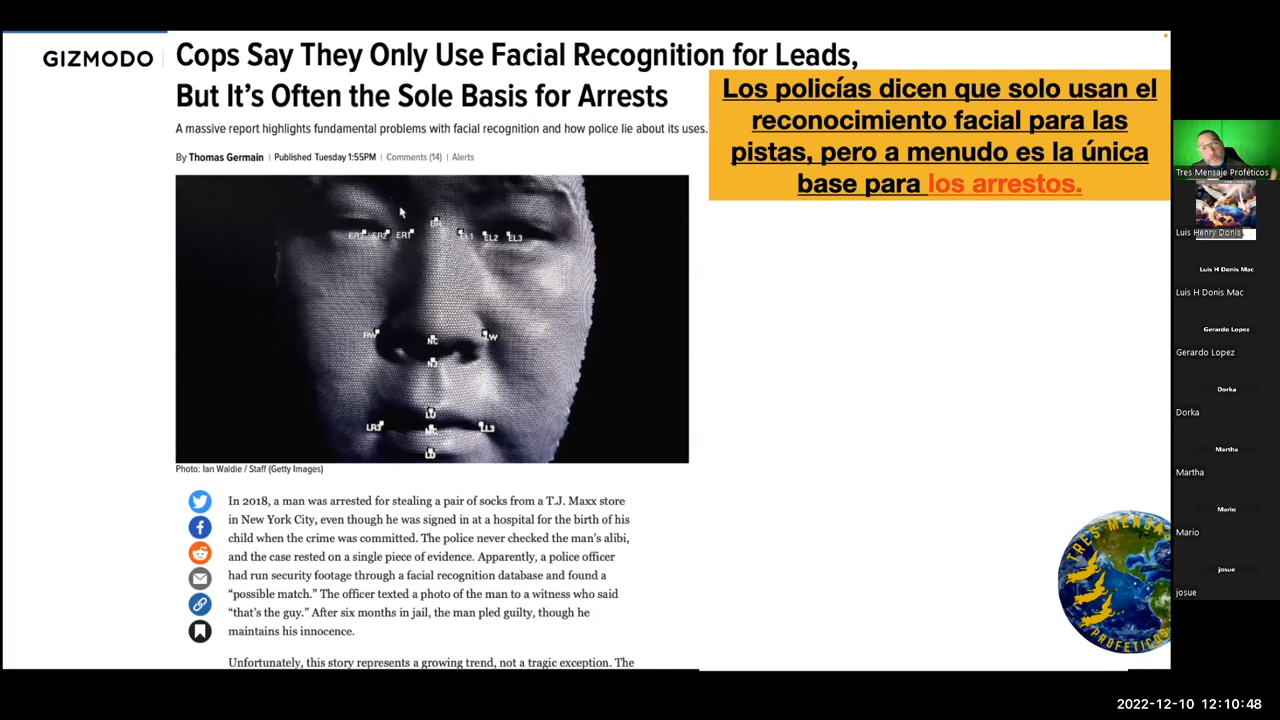 GIZMODO
Cops Say They Only Use Facial Recognition for Leads,
But It's Often the Sole Basis for Arrests
A massive report highlights fundamental problems with facial recognition and how police lie about its uses.
By Thomas Germain | Published Tuesday 1:55PM | Comments (14) | Alerts
Los policías dicen que solo usan el
reconocimiento facial para las
pistas, pero a menudo es la única
base para los arrestos.
ER2 ER1
EL1 EL2 EL3
NC
LL3
Photo: Ian Waldie / Staff (Getty Images)
In 2018, a man was arrested for stealing a pair of socks from a T.J. Maxx store
in New York City, even though he was signed in at a hospital for the birth of his
child when the crime was committed. The police never checked the man's alibi,
and the case rested on a single piece of evidence. Apparently, a police officer
had run security footage through a facial recognition database and found a
“possible match.” The officer texted a photo of the man to a witness who said
“that's the guy.” After six months in jail, the man pled guilty, though he
maintains his innocence.
Unfortunately, this story represents a growing trend, not a tragic exception. The
TRES MENSA
PROFÉTICOS
Tres Mensaje Proféticos
Luis Henry Donis
Luis H Donis Mac
Luis H Donis Mac
Gerardo Lopez
Gerardo Lopez
Dorka
Dorka
Martha
Martha
Mario
Mario
josue
josue
2022-12-10 12:10:48